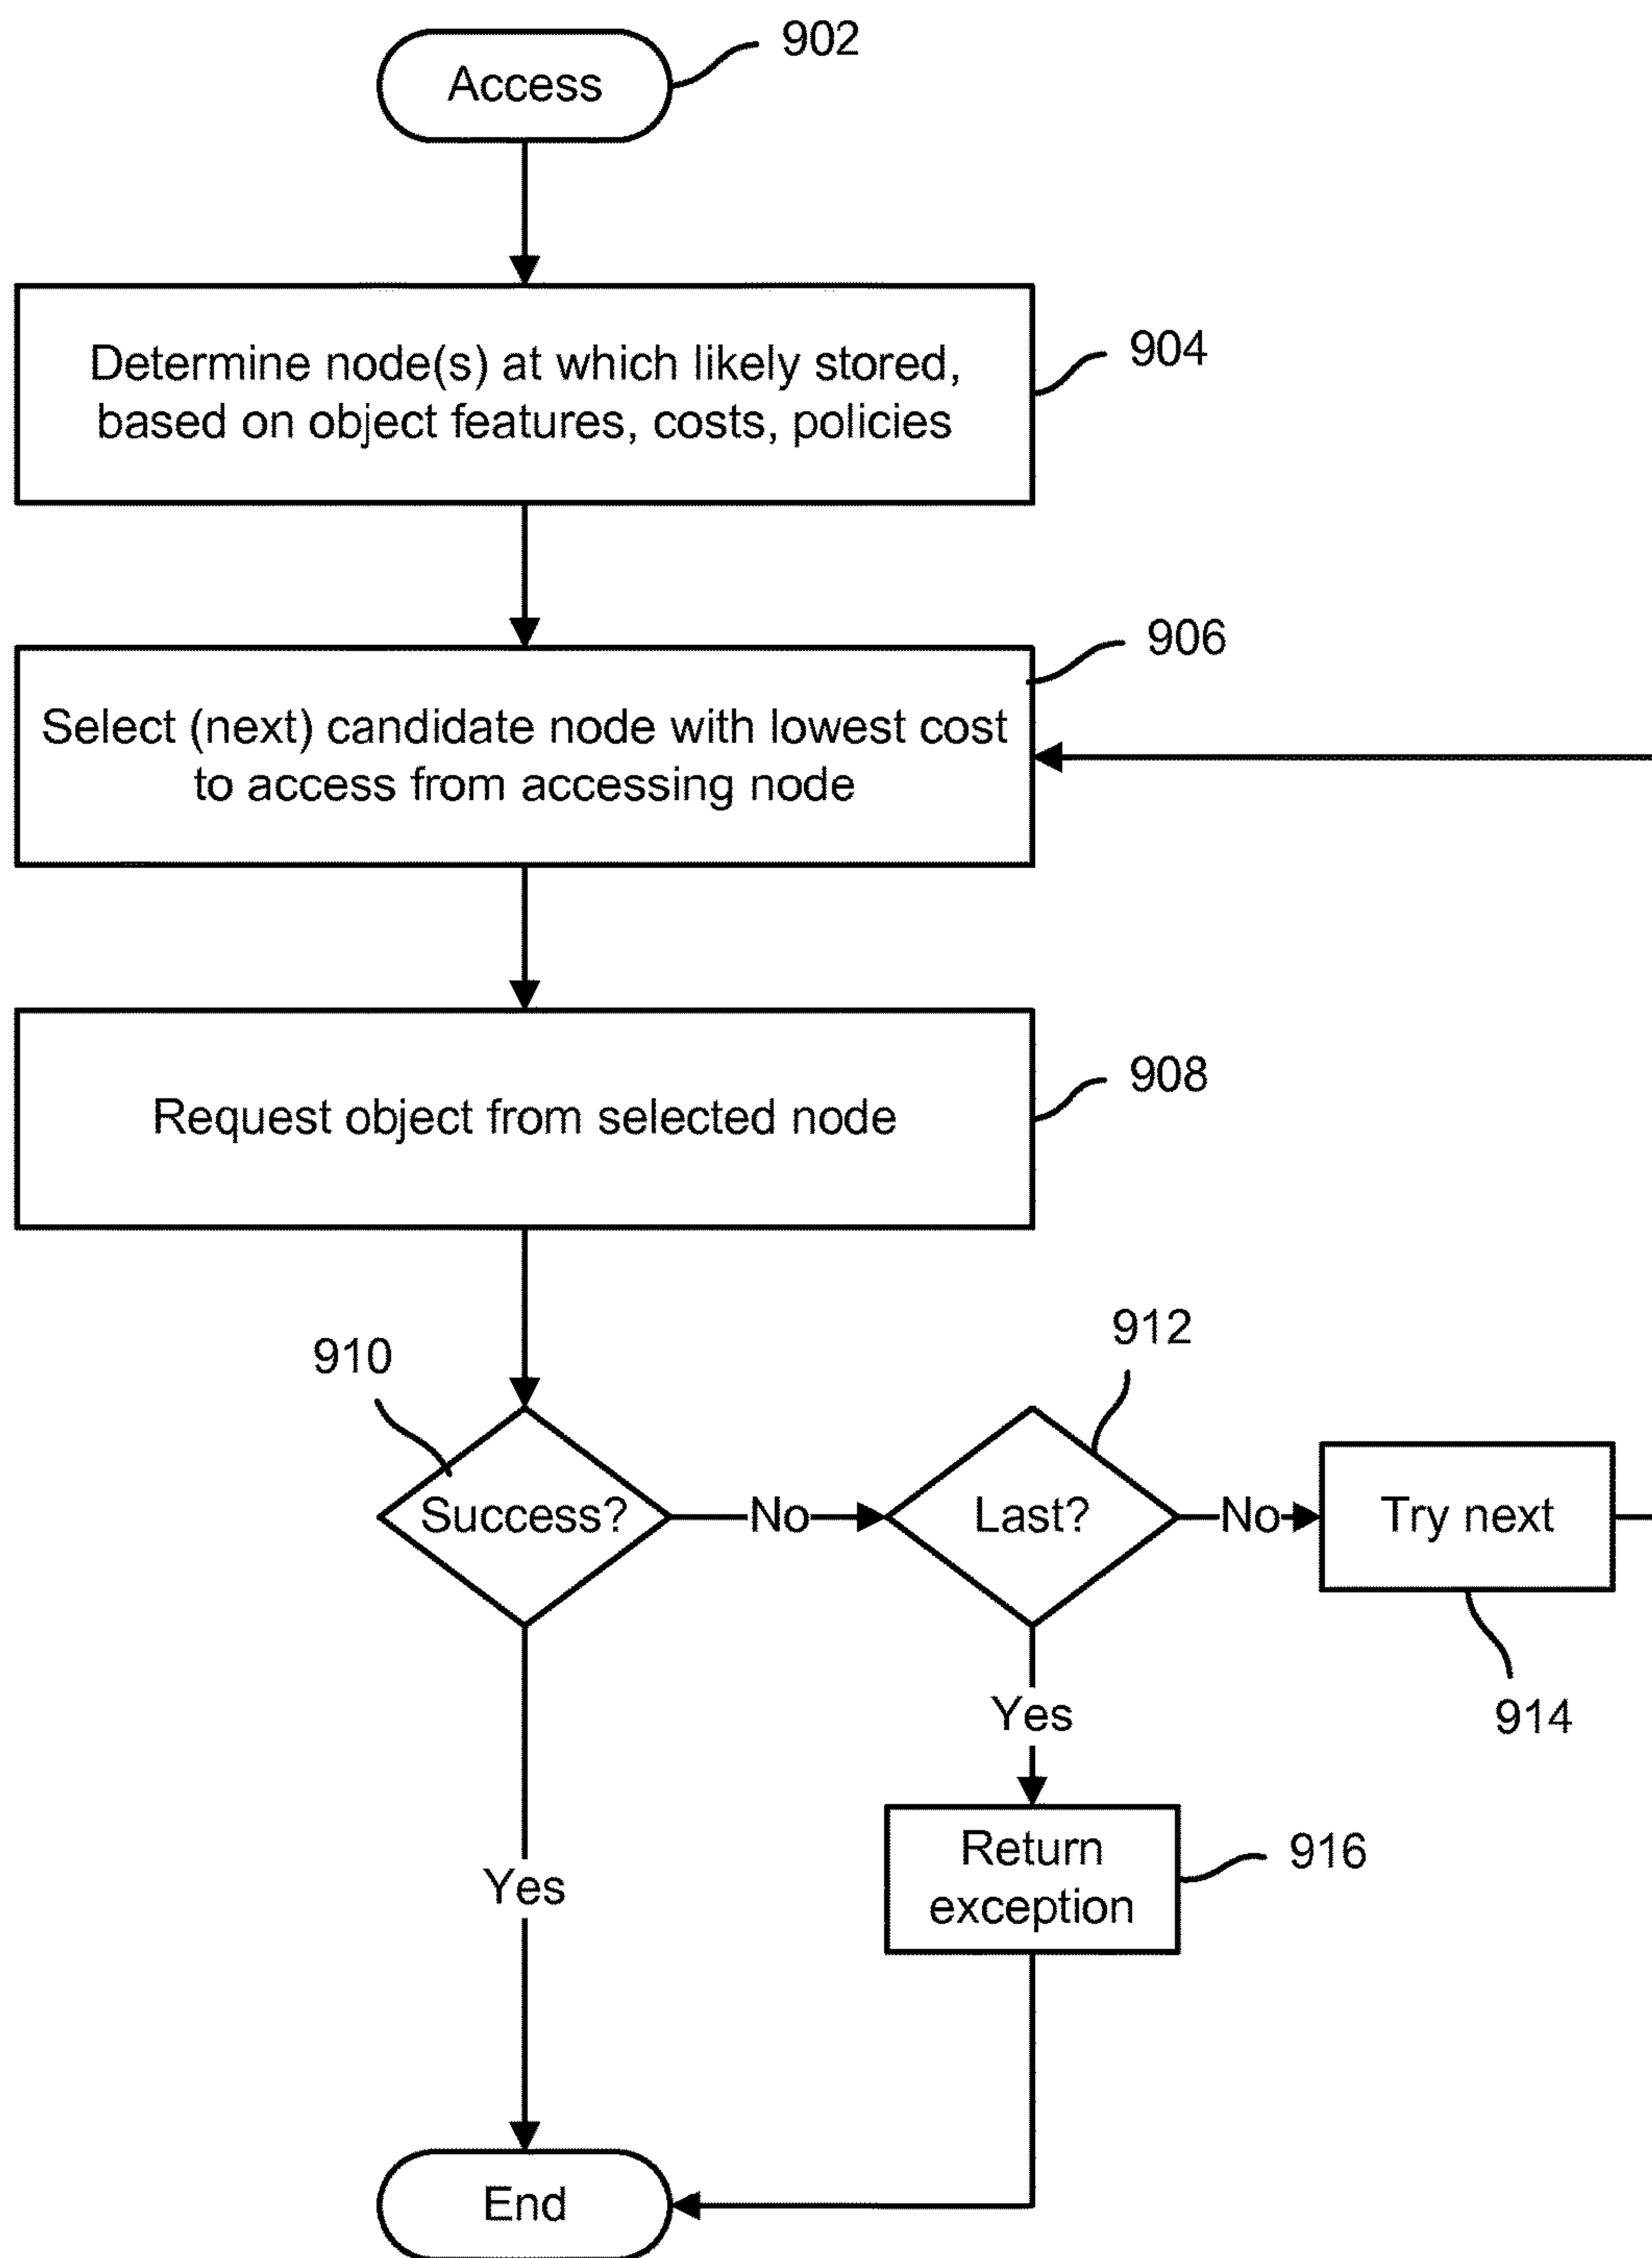 902
Access
904
Determine node(s) at which likely stored,
based on object features, costs, policies
906
Select (next) candidate node with lowest cost
to access from accessing node
908
Request object from selected node
910
912
Success?
No
Last?
No
Try next
Yes
914
Return
exception
916
Yes
End